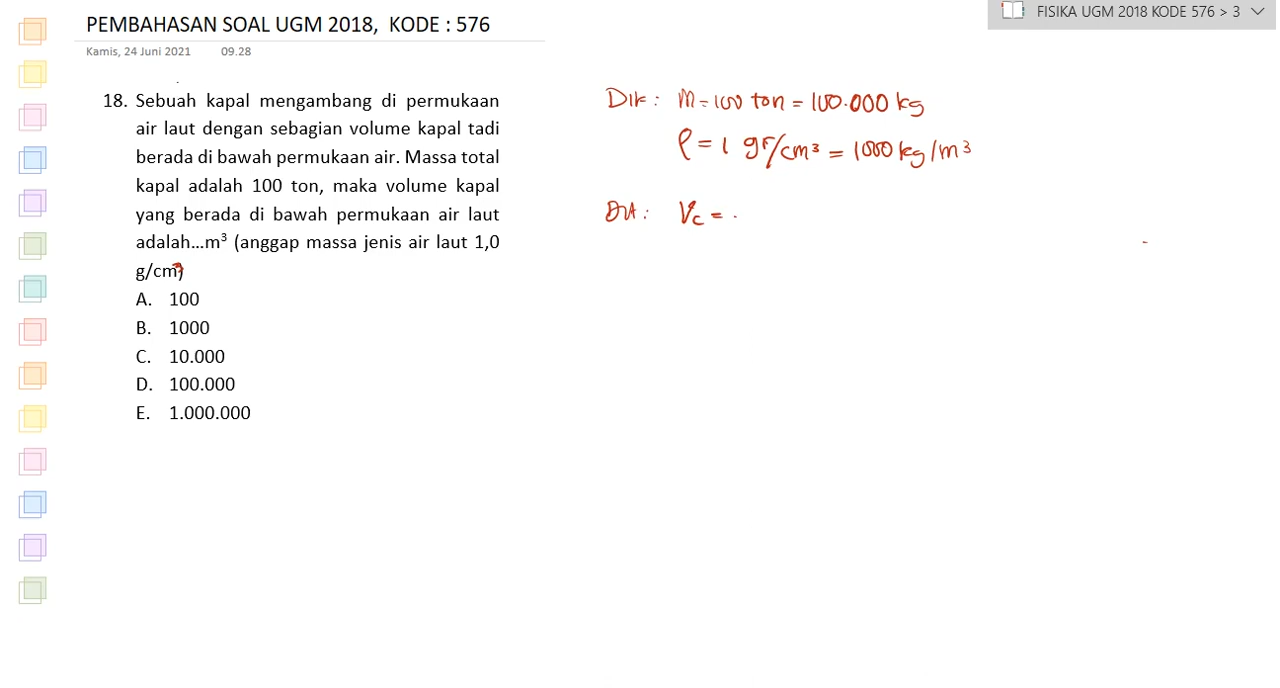 PEMBAHASAN SOAL UGM 2018, KODE : 576
FISIKA UGM 2018 KODE 576 > 3
Kamis, 24 Juni 2021 09.28
18. Sebuah kapal mengambang di permukaan
air laut dengan sebagian volume kapal tadi
berada di bawah permukaan air. Massa total
kapal adalah 100 ton, maka volume kapal
yang berada di bawah permukaan air laut
adalah...m³ (anggap massa jenis air laut 1,0
g/cm³)
A. 100
B. 1000
C. 10.000
D. 100.000
E. 1.000.000
Dik : m = 100 ton = 100.000 kg
ρ = 1 gr/cm³ = 1000 kg/m³
Dit : Vc = .